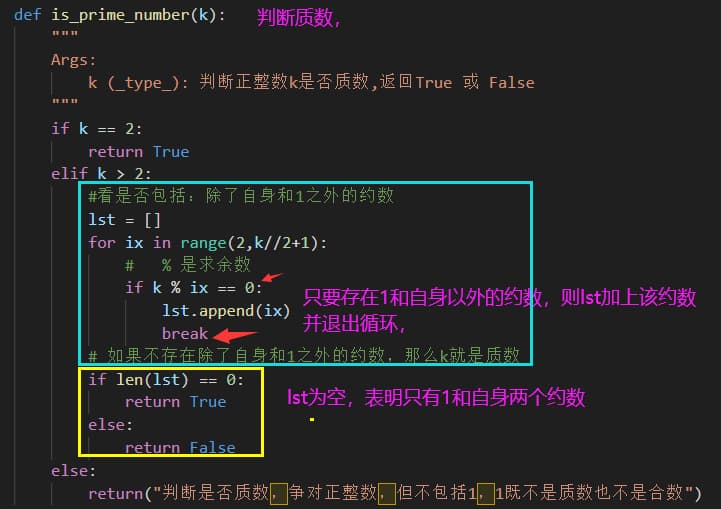 def is_prime_number(k):
判断质数,
"""
Args:
k (_type_): 判断正整数k是否质数,返回True 或 False
"""
if k == 2:
return True
elif k > 2:
#看是否包括：除了自身和1之外的约数
lst = []
for ix in range(2,k//2+1):
# % 是求余数
if k % ix == 0:
lst.append(ix)
break
只要存在1和自身以外的约数，则lst加上该约数
并退出循环，
# 如果不存在除了自身和1之外的约数，那么k就是质数
if len(lst) == 0:
return True
else:
return False
lst为空，表明只有1和自身两个约数
else:
return("判断是否质数，争对正整数，但不包括1，1既不是质数也不是合数")